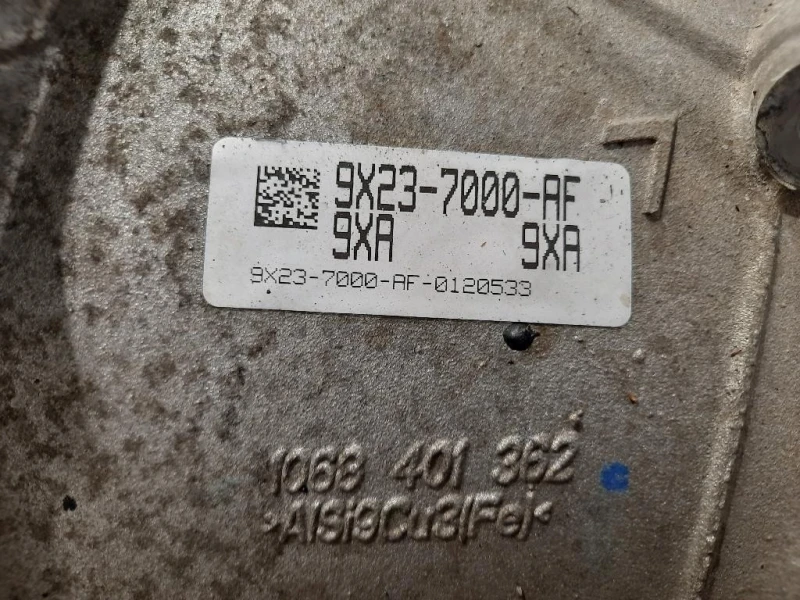 9X23-7000-AF
9XA 9XA
9X23-7000-AF-0120533
1068 401 362
>AlSi9Cu3(Fe)<